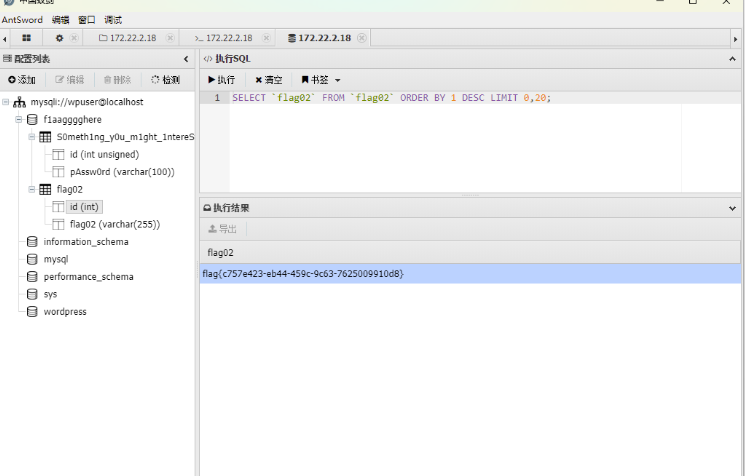 中国蚁剑
AntSword 编辑 窗口 调试
172.22.2.18 172.22.2.18 172.22.2.18
配置列表
添加 编辑 删除 检测
mysqli://wpuser@localhost
f1aagggghere
S0meth1ng_y0u_m1ght_1ntereS
id (int unsigned)
pAssw0rd (varchar(100))
flag02
id (int)
flag02 (varchar(255))
information_schema
mysql
performance_schema
sys
wordpress
执行SQL
执行 清空 书签
1 SELECT `flag02` FROM `flag02` ORDER BY 1 DESC LIMIT 0,20;
执行结果
导出
flag02
flag{c757e423-eb44-459c-9c63-7625009910d8}